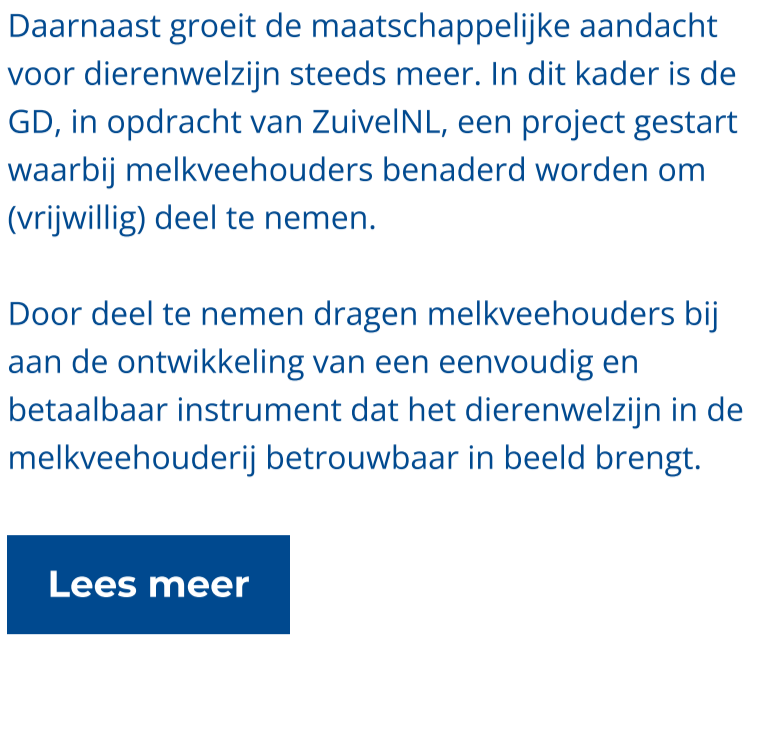 Daarnaast groeit de maatschappelijke aandacht
voor dierenwelzijn steeds meer. In dit kader is de
GD, in opdracht van ZuivelNL, een project gestart
waarbij melkveehouders benaderd worden om
(vrijwillig) deel te nemen.
Door deel te nemen dragen melkveehouders bij
aan de ontwikkeling van een eenvoudig en
betaalbaar instrument dat het dierenwelzijn in de
melkveehouderij betrouwbaar in beeld brengt.
Lees meer